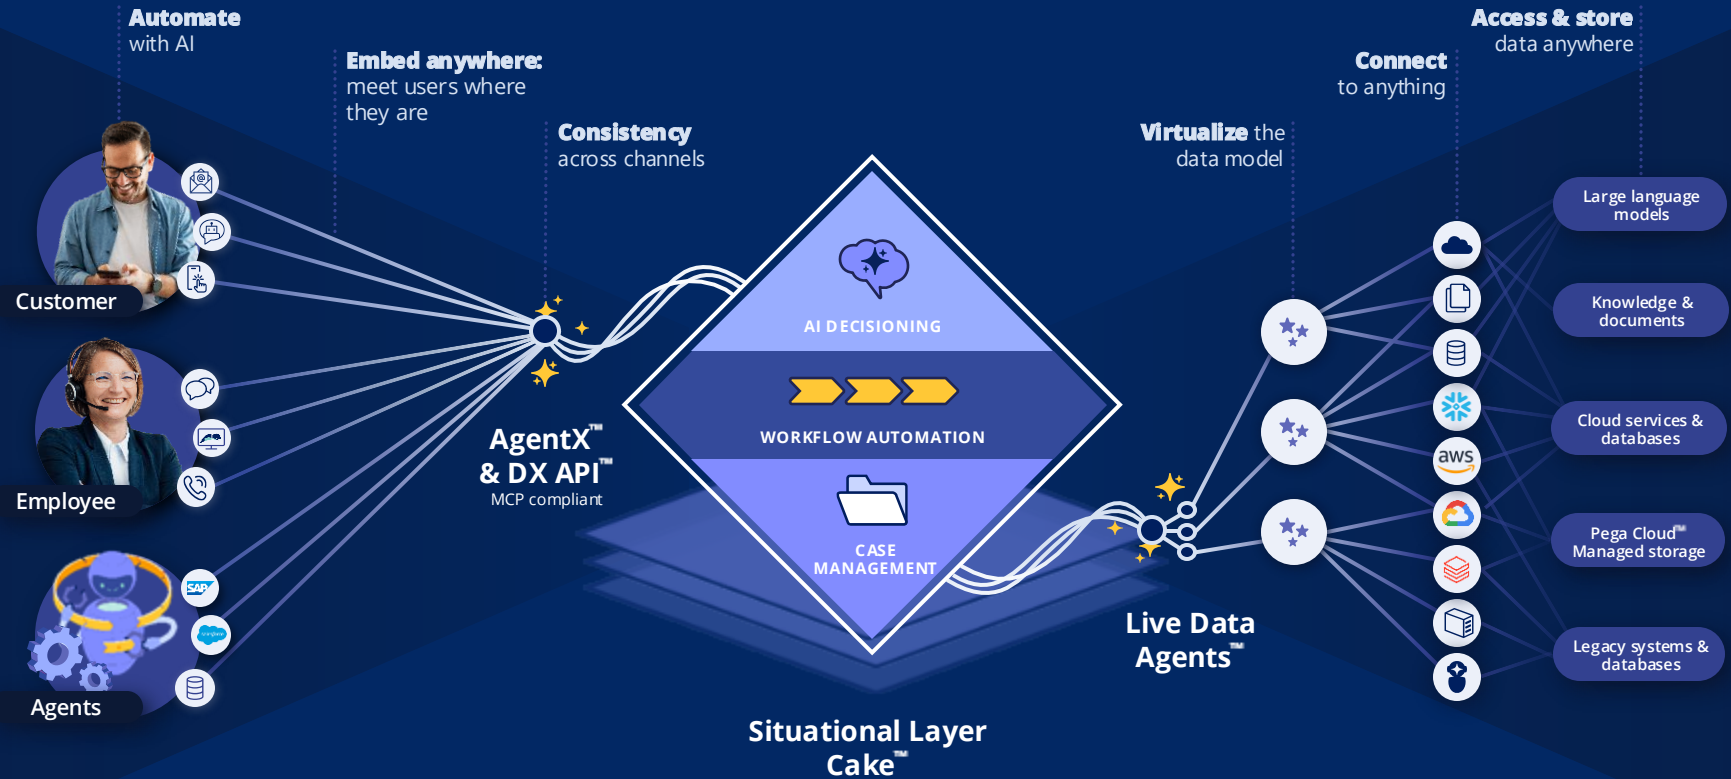 Automate
with AI
Embed anywhere:
meet users where
they are
Consistency
across channels
Access & store
data anywhere
Connect
to anything
Virtualize the
data model
Customer
Employee
Agents
SAP
AgentX™
& DX API™
MCP compliant
AI DECISIONING
WORKFLOW AUTOMATION
CASE
MANAGEMENT
Situational Layer
Cake™
Live Data
Agents™
aws
Large language
models
Knowledge &
documents
Cloud services &
databases
Pega Cloud™
Managed storage
Legacy systems &
databases